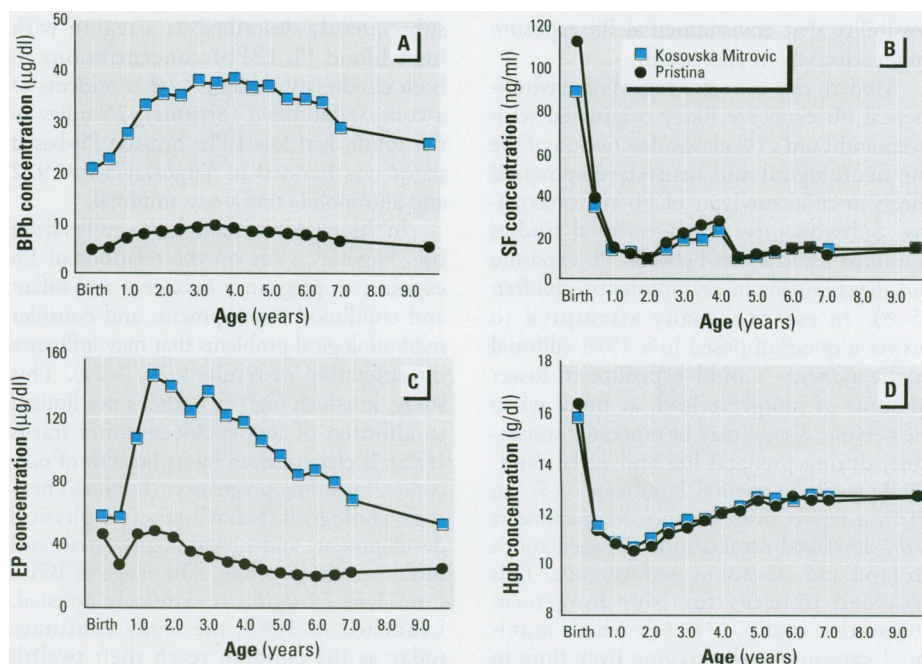 50
40
30
20
10
0
BPb concentration (µg/dl)
A
Birth 1.0 2.0 3.0 4.0 5.0 6.0 7.0 8.0 9.0
Age (years)
120
100
80
60
40
20
0
SF concentration (ng/ml)
B
Kosovska Mitrovic
Pristina
Birth 1.0 2.0 3.0 4.0 5.0 6.0 7.0 8.0 9.0
Age (years)
160
120
80
40
0
EP concentration (µg/dl)
C
Birth 1.0 2.0 3.0 4.0 5.0 6.0 7.0 8.0 9.0
Age (years)
18
16
14
12
10
8
Hgb concentration (g/dl)
D
Birth 1.0 2.0 3.0 4.0 5.0 6.0 7.0 8.0 9.0
Age (years)